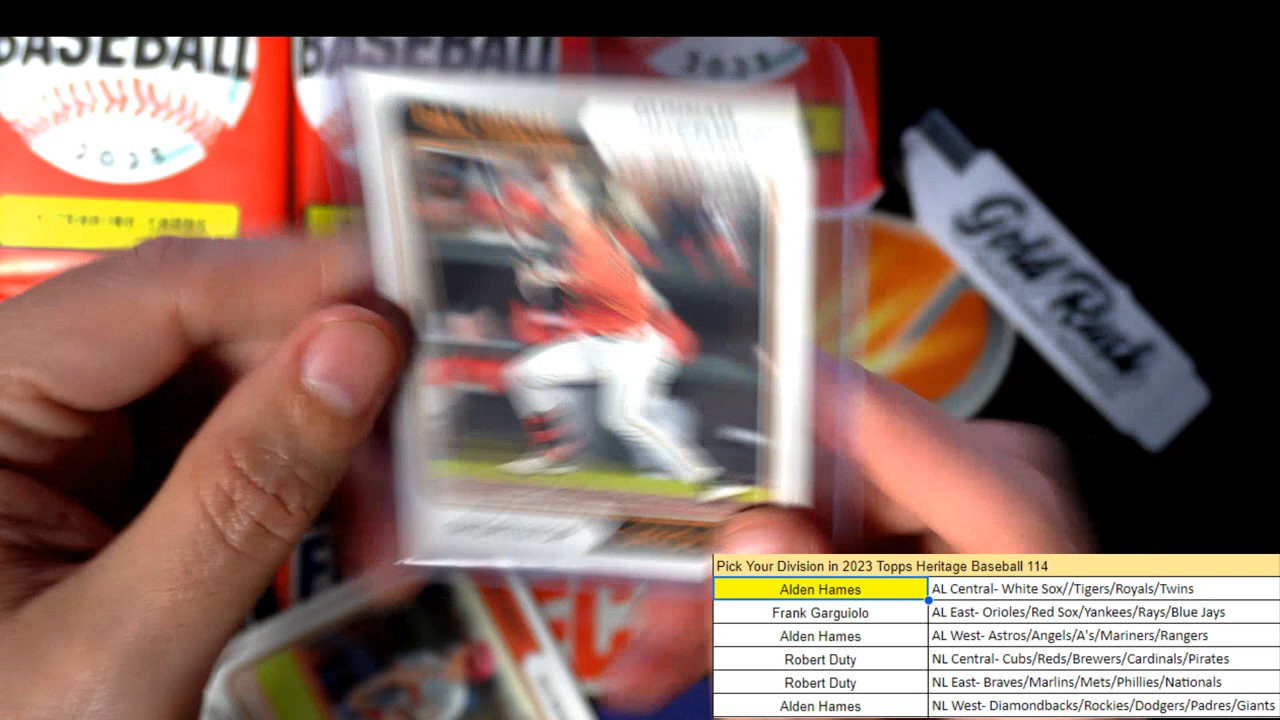 BASEBALL
BASEBALL
2023
2023
Gold Rush
Pick Your Division in 2023 Topps Heritage Baseball 114
Alden Hames AL Central- White Sox//Tigers/Royals/Twins
Frank Garguiolo AL East- Orioles/Red Sox/Yankees/Rays/Blue Jays
Alden Hames AL West- Astros/Angels/A's/Mariners/Rangers
Robert Duty NL Central- Cubs/Reds/Brewers/Cardinals/Pirates
Robert Duty NL East- Braves/Marlins/Mets/Phillies/Nationals
Alden Hames NL West- Diamondbacks/Rockies/Dodgers/Padres/Giants